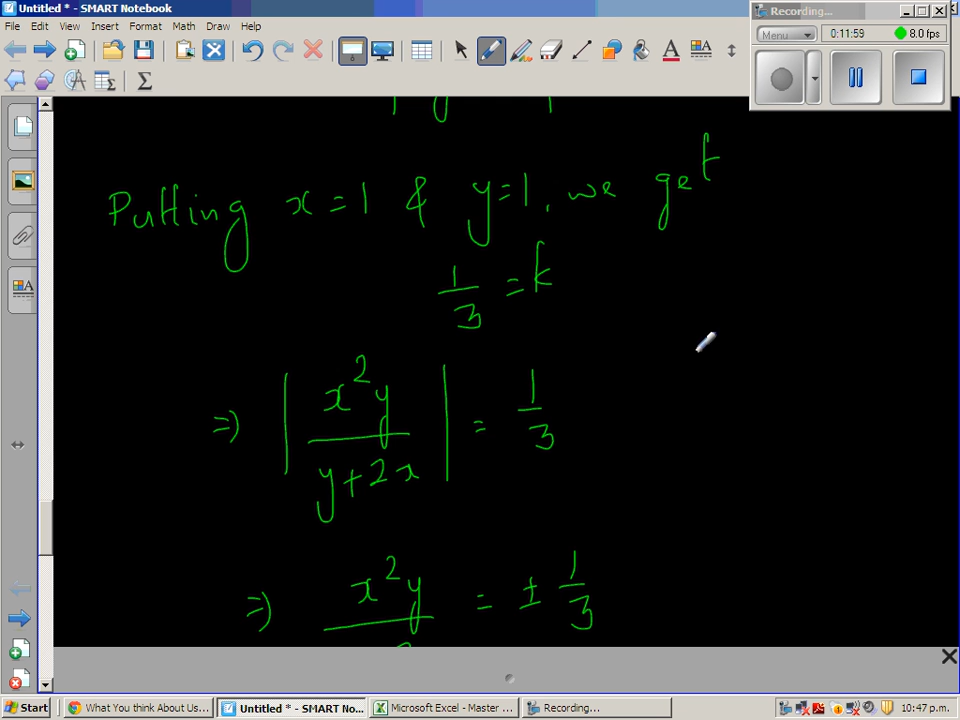 Untitled * - SMART Notebook
File Edit View Insert Format Math Draw Help
Recording...
Menu 0:11:59 8.0 fps
Putting x = 1 & y = 1, we get
1/3 = k
⇒ | x²y / (y + 2x) | = 1/3
⇒ x²y = ± 1/3
Start What You think About Us... Untitled * - SMART No... Microsoft Excel - Master ... Recording... 10:47 p.m.